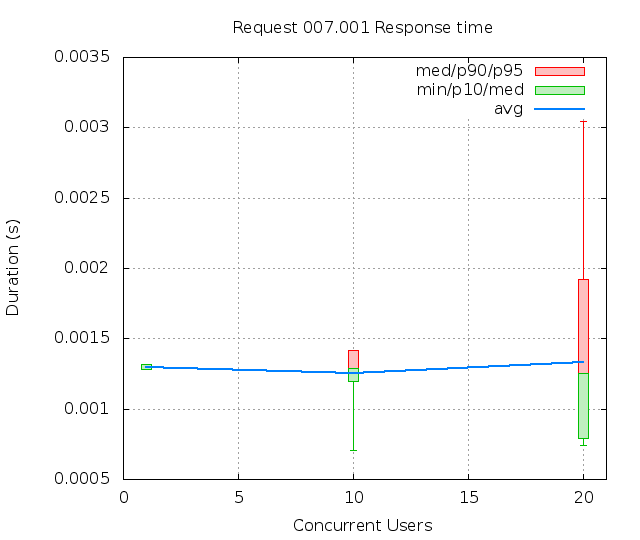 Request 007.001 Response time
0.0035
0.003
0.0025
0.002
0.0015
0.001
0.0005
Duration (s)
med/p90/p95
min/p10/med
avg
0 5 10 15 20
Concurrent Users